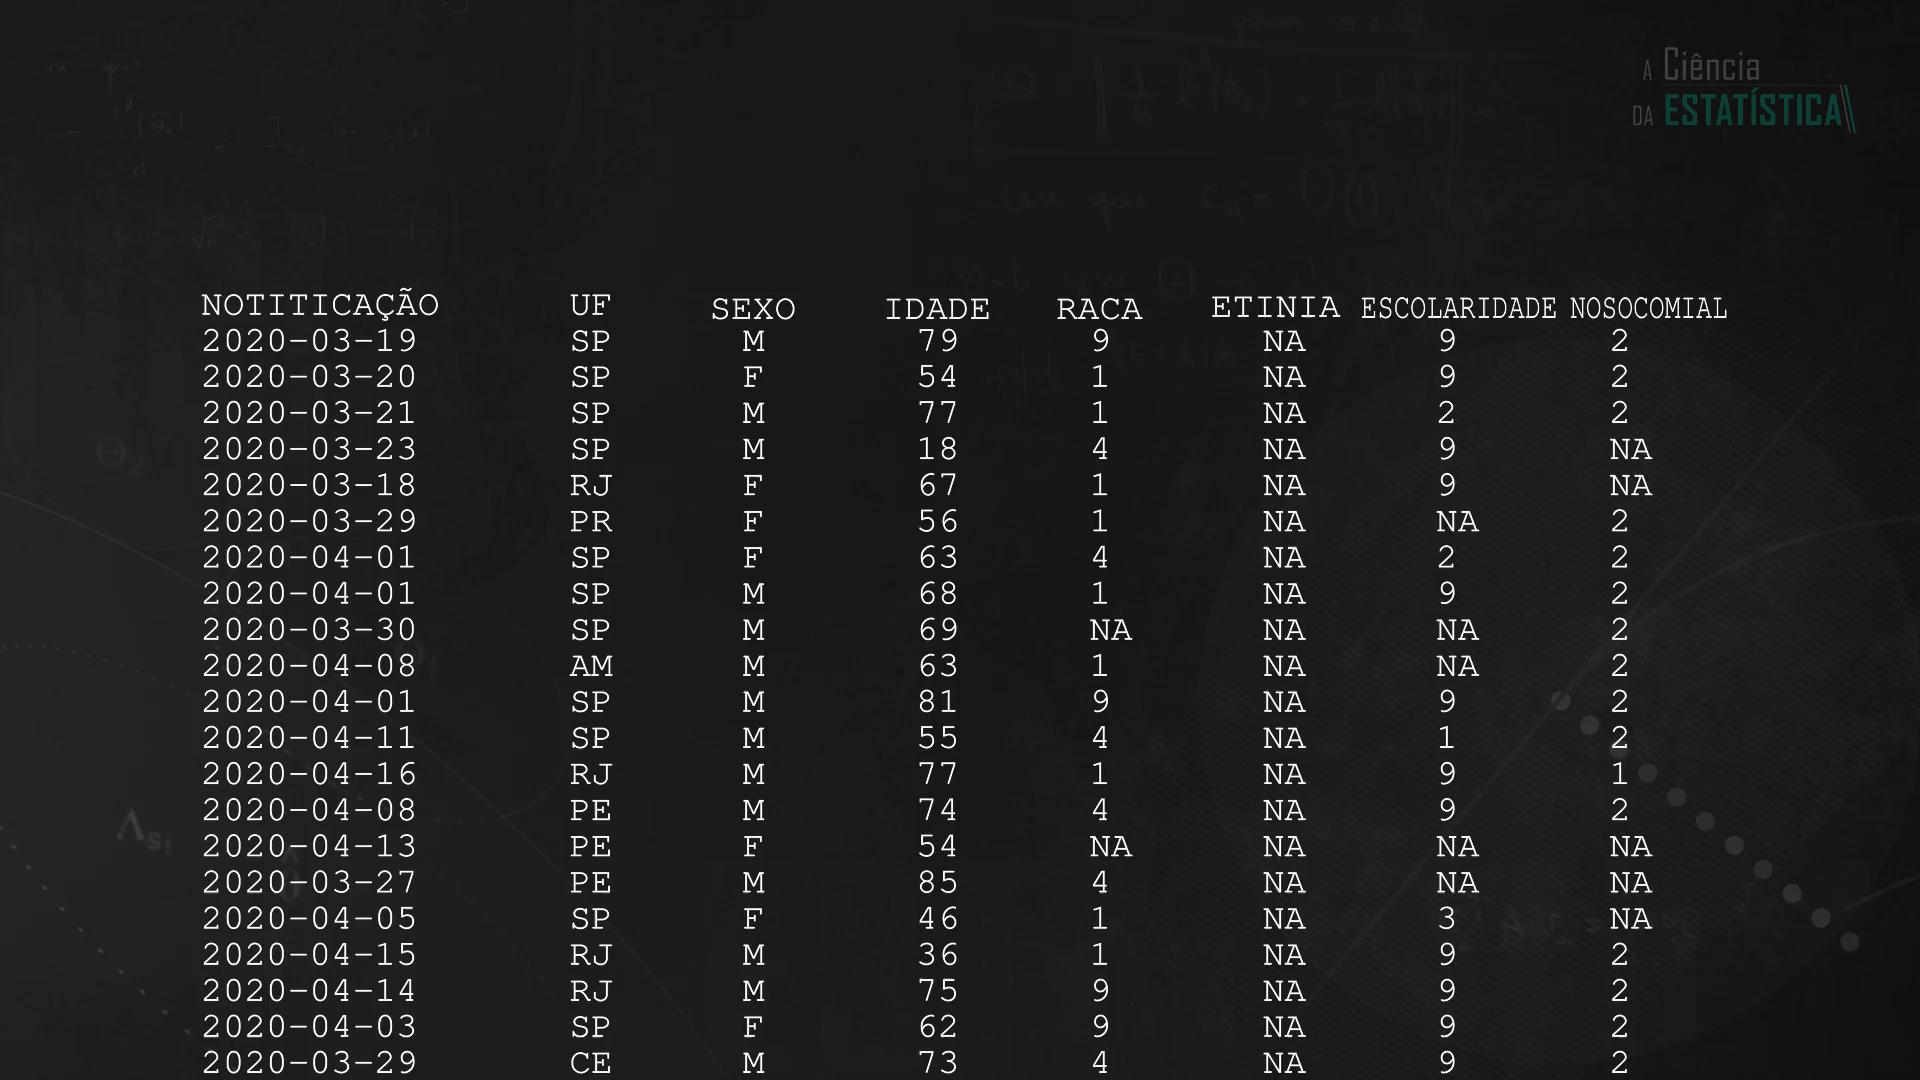 A Ciência
DA ESTATÍSTICA
NOTITICAÇÃO UF SEXO IDADE RACA ETINIA ESCOLARIDADE NOSOCOMIAL
2020-03-19 SP M 79 9 NA 9 2
2020-03-20 SP F 54 1 NA 9 2
2020-03-21 SP M 77 1 NA 2 2
2020-03-23 SP M 18 4 NA 9 NA
2020-03-18 RJ F 67 1 NA 9 NA
2020-03-29 PR F 56 1 NA NA 2
2020-04-01 SP F 63 4 NA 2 2
2020-04-01 SP M 68 1 NA 9 2
2020-03-30 SP M 69 NA NA NA 2
2020-04-08 AM M 63 1 NA NA 2
2020-04-01 SP M 81 9 NA 9 2
2020-04-11 SP M 55 4 NA 1 2
2020-04-16 RJ M 77 1 NA 9 1
2020-04-08 PE M 74 4 NA 9 2
2020-04-13 PE F 54 NA NA NA NA
2020-03-27 PE M 85 4 NA NA NA
2020-04-05 SP F 46 1 NA 3 NA
2020-04-15 RJ M 36 1 NA 9 2
2020-04-14 RJ M 75 9 NA 9 2
2020-04-03 SP F 62 9 NA 9 2
2020-03-29 CE M 73 4 NA 9 2